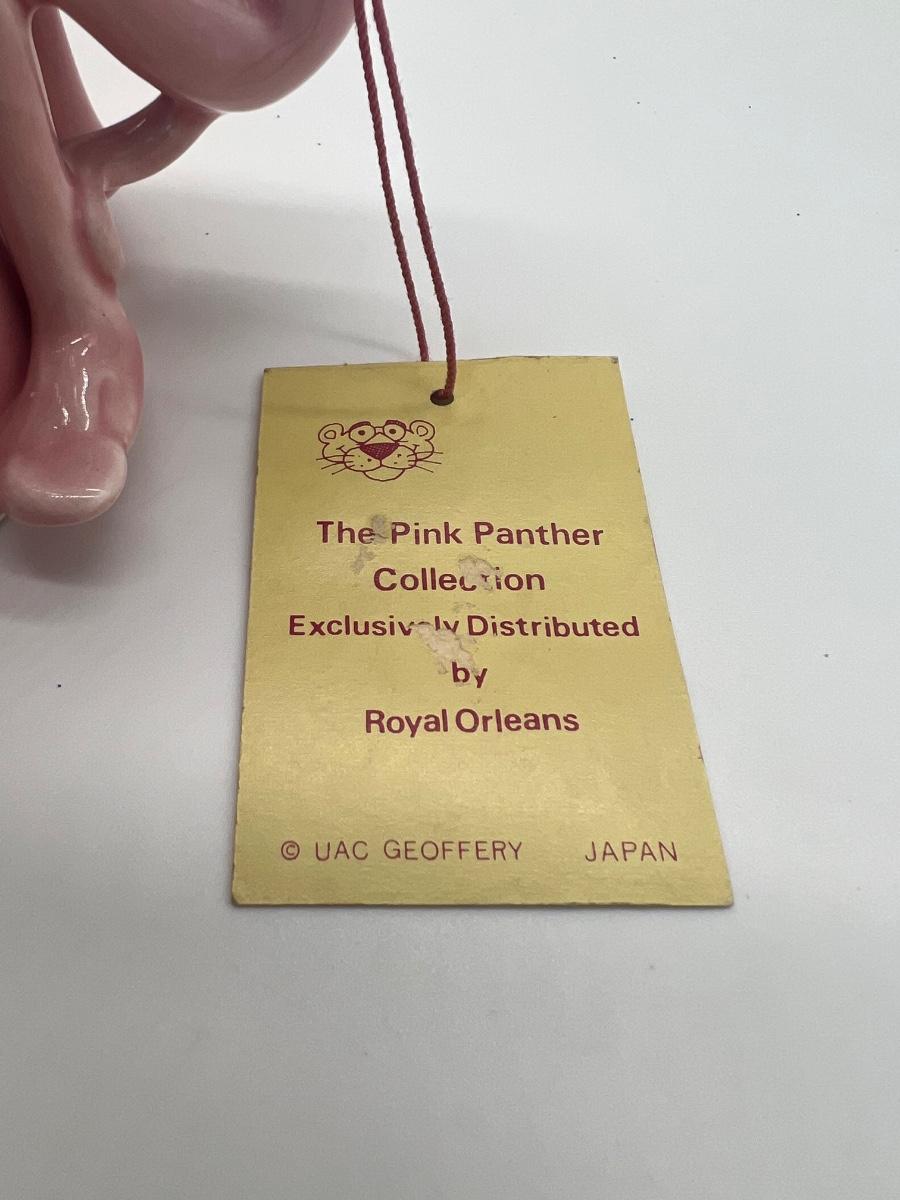 The Pink Panther
Collection
Exclusively Distributed
by
Royal Orleans
© UAC GEOFFERY JAPAN